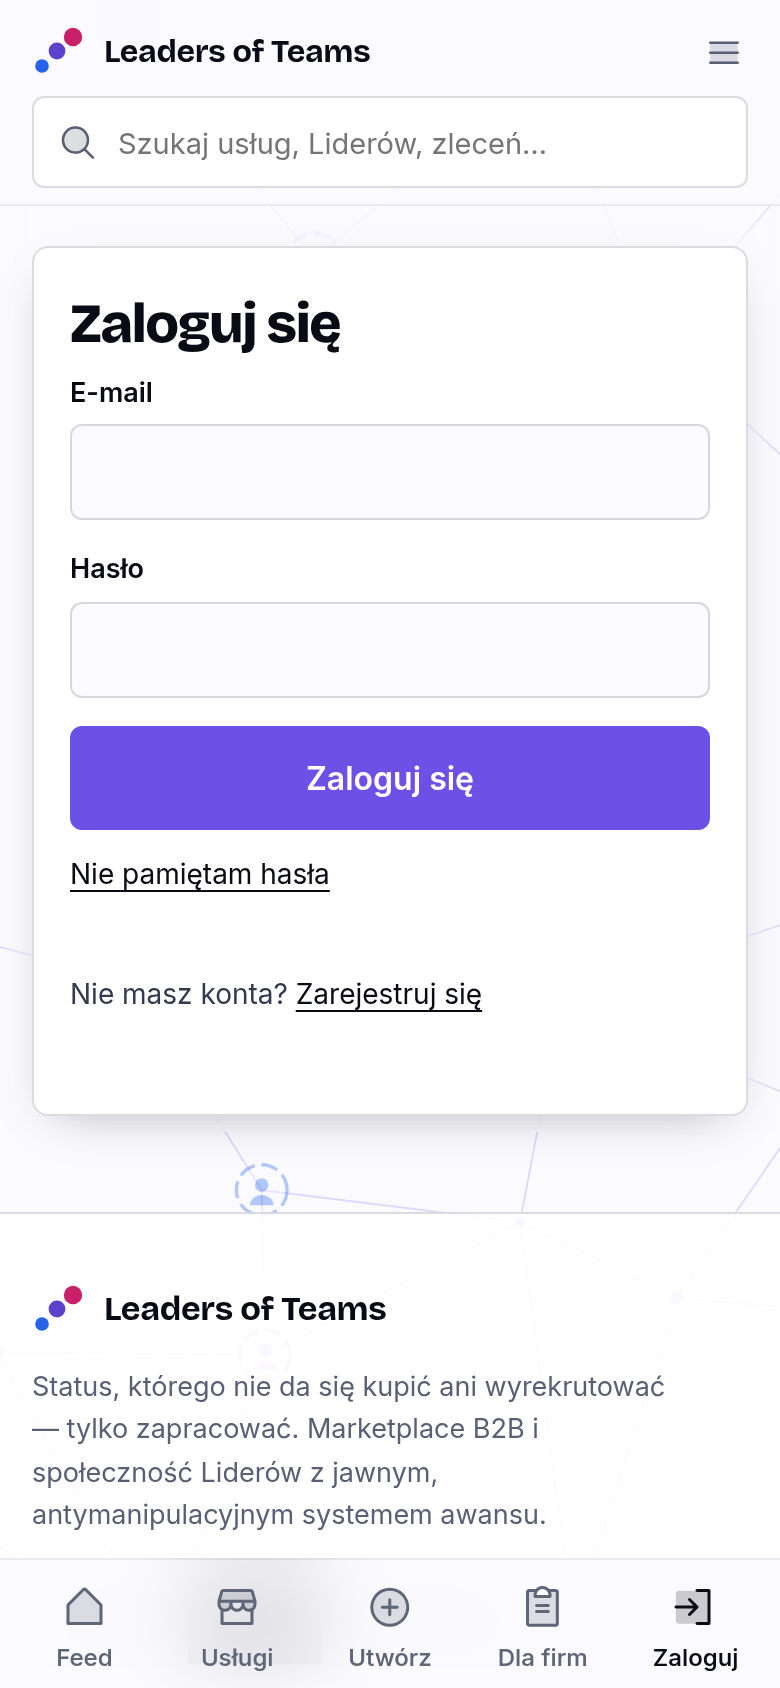 Leaders of Teams
Szukaj usług, Liderów, zleceń...
Zaloguj się
E-mail
Hasło
Zaloguj się
Nie pamiętam hasła
Nie masz konta? Zarejestruj się
Leaders of Teams
Status, którego nie da się kupić ani wyrekrutować
— tylko zapracować. Marketplace B2B i
społeczność Liderów z jawnym,
antymanipulacyjnym systemem awansu.
Feed
Usługi
Utwórz
Dla firm
Zaloguj